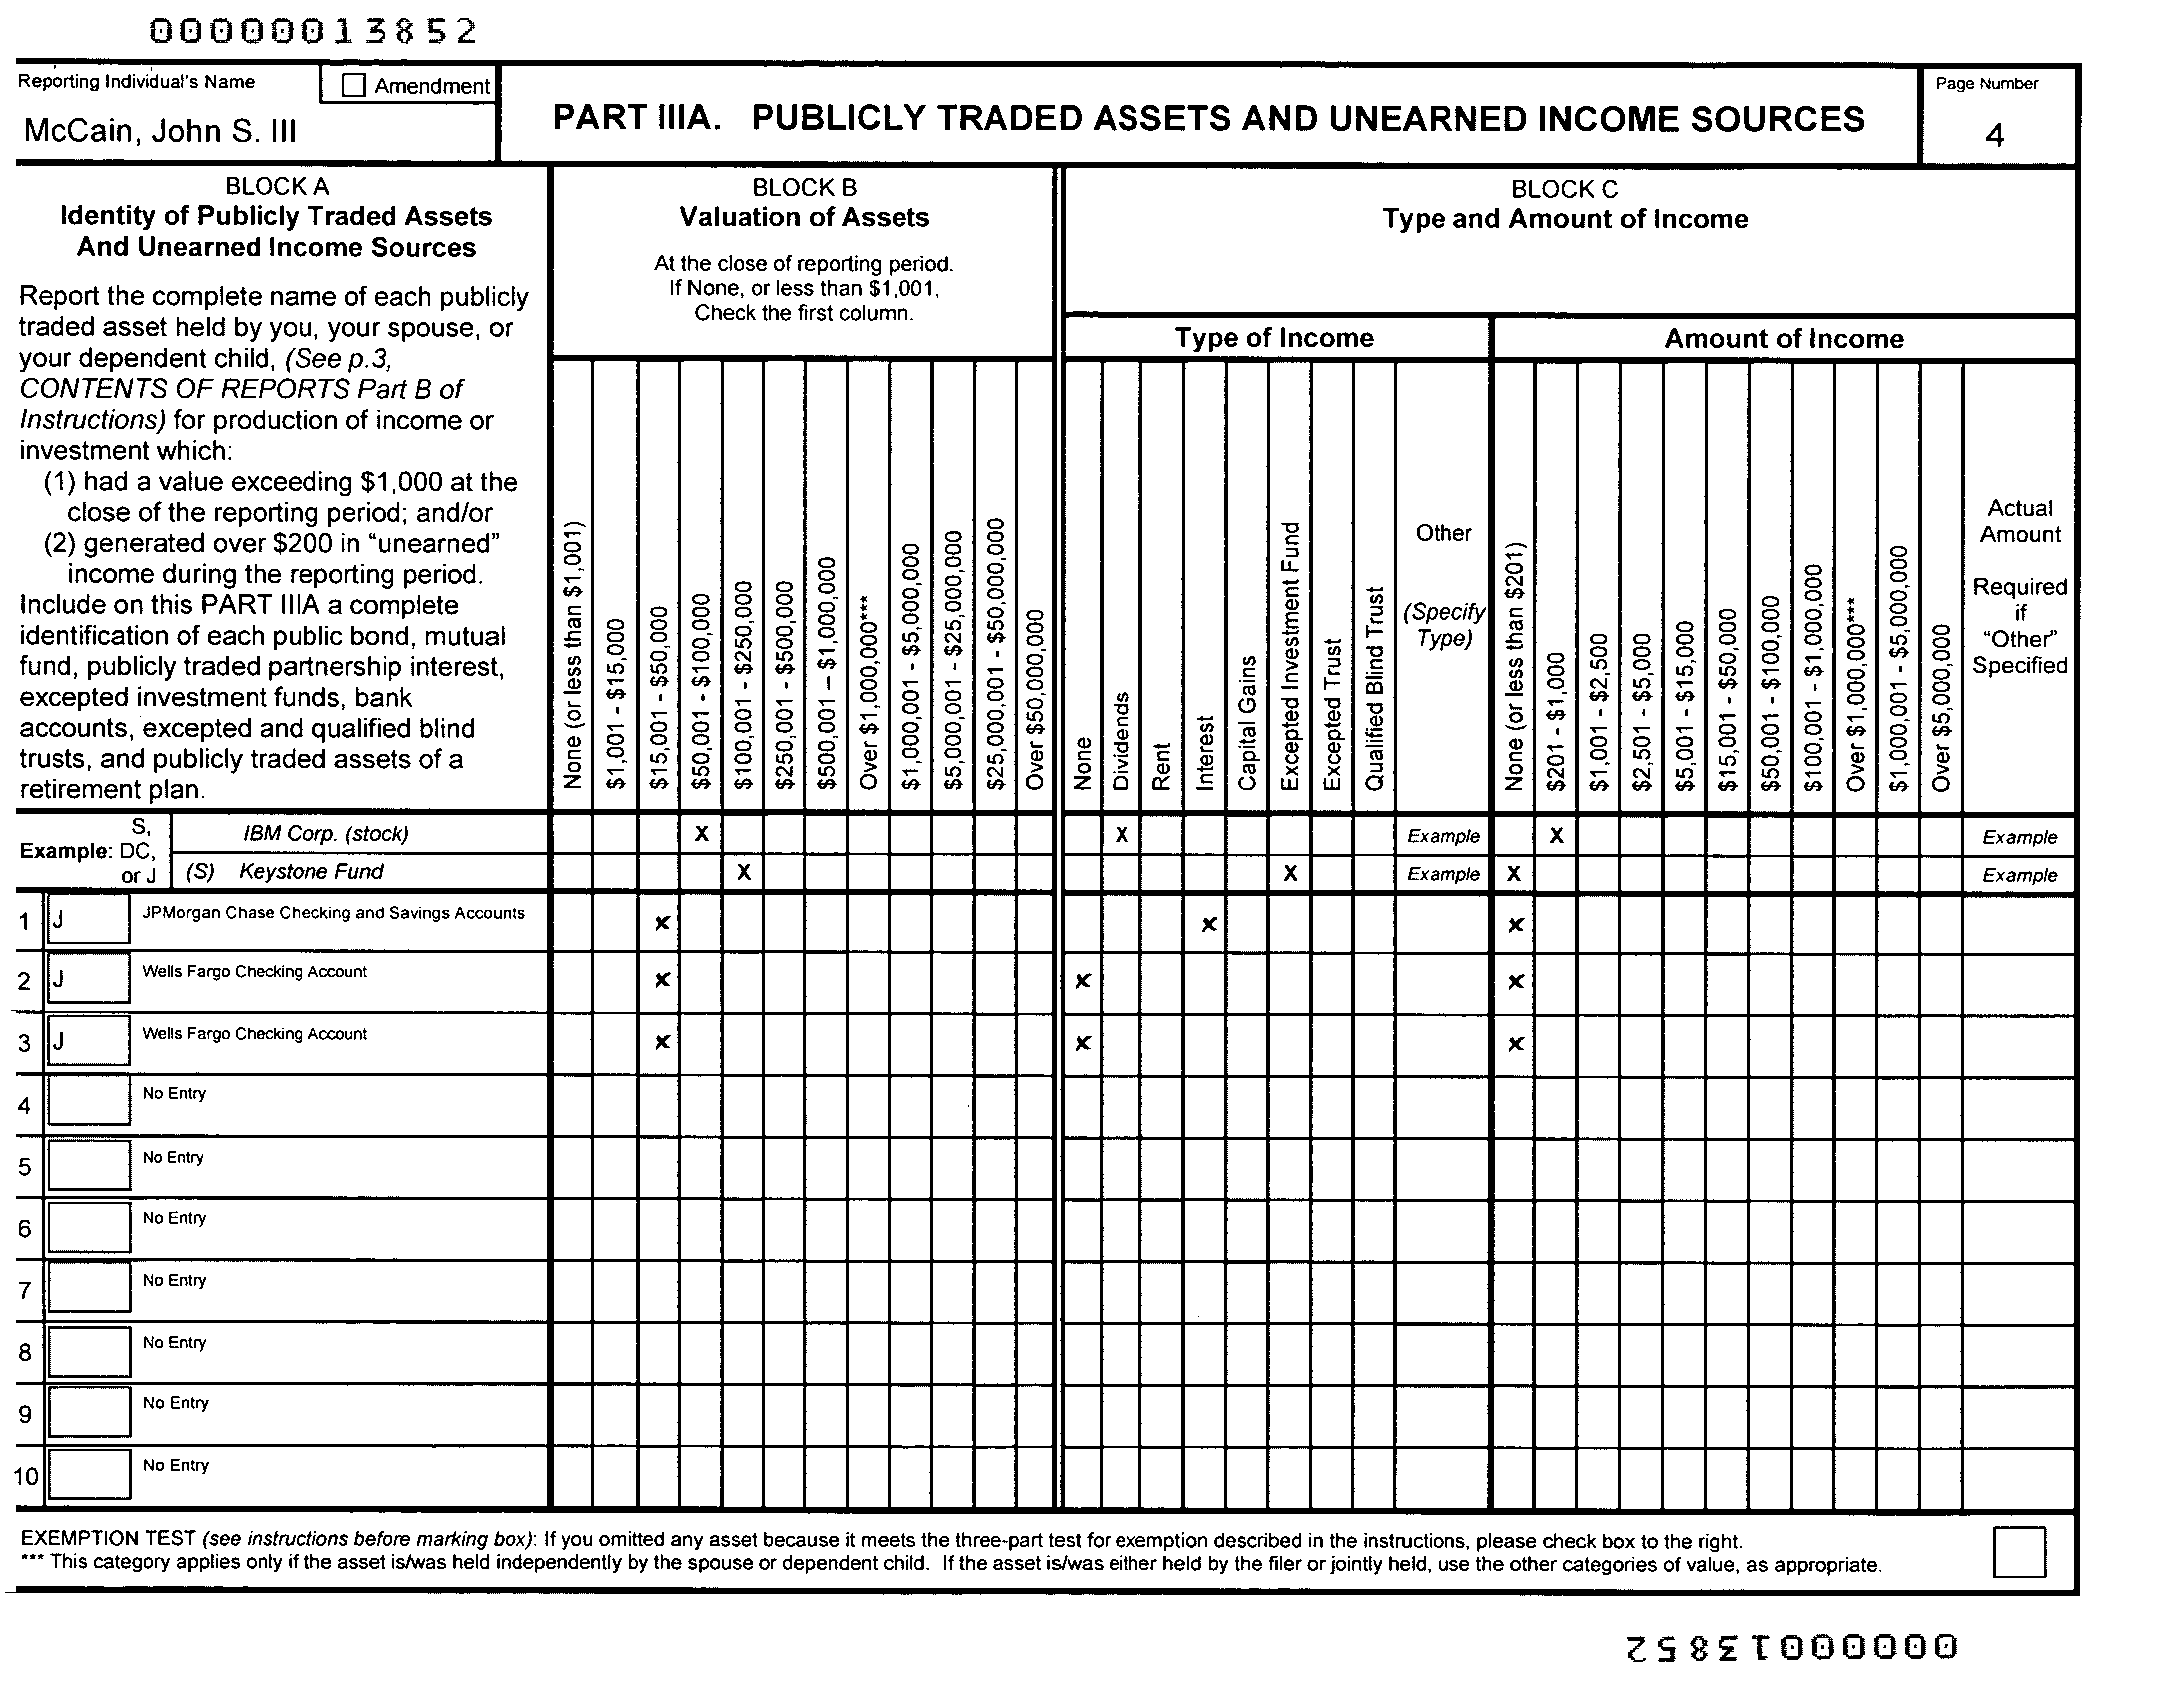 00000013852
Reporting Individual's Name
Amendment
McCain, John S. III
PART IIIA. PUBLICLY TRADED ASSETS AND UNEARNED INCOME SOURCES
Page Number
4
BLOCK A
Identity of Publicly Traded Assets
And Unearned Income Sources
Report the complete name of each publicly
traded asset held by you, your spouse, or
your dependent child, (See p.3,
CONTENTS OF REPORTS Part B of
Instructions) for production of income or
investment which:
(1) had a value exceeding $1,000 at the
close of the reporting period; and/or
(2) generated over $200 in “unearned”
income during the reporting period.
Include on this PART IIIA a complete
identification of each public bond, mutual
fund, publicly traded partnership interest,
excepted investment funds, bank
accounts, excepted and qualified blind
trusts, and publicly traded assets of a
retirement plan.
BLOCK B
Valuation of Assets
At the close of reporting period.
If None, or less than $1,001,
Check the first column.
None (or less than $1,001)
$1,001 - $15,000
$15,001 - $50,000
$50,001 - $100,000
$100,001 - $250,000
$250,001 - $500,000
$500,001 – $1,000,000
Over $1,000,000***
$1,000,001 - $5,000,000
$5,000,001 - $25,000,000
$25,000,001 - $50,000,000
Over $50,000,000
BLOCK C
Type and Amount of Income
Type of Income
None
Dividends
Rent
Interest
Capital Gains
Excepted Investment Fund
Excepted Trust
Qualified Blind Trust
Other
(Specify
Type)
Amount of Income
None (or less than $201)
$201 - $1,000
$1,001 - $2,500
$2,501 - $5,000
$5,001 - $15,000
$15,001 - $50,000
$50,001 - $100,000
$100,001 - $1,000,000
Over $1,000,000***
$1,000,001 - $5,000,000
Over $5,000,000
Actual
Amount
Required
if
“Other”
Specified
Example: S,
DC,
or J
IBM Corp. (stock) X X Example X Example
(S) Keystone Fund X X Example X Example
1 J JPMorgan Chase Checking and Savings Accounts x x x
2 J Wells Fargo Checking Account x x x
3 J Wells Fargo Checking Account x x x
4 No Entry
5 No Entry
6 No Entry
7 No Entry
8 No Entry
9 No Entry
10 No Entry
EXEMPTION TEST (see instructions before marking box): If you omitted any asset because it meets the three-part test for exemption described in the instructions, please check box to the right.
*** This category applies only if the asset is/was held independently by the spouse or dependent child. If the asset is/was either held by the filer or jointly held, use the other categories of value, as appropriate.
00000013852